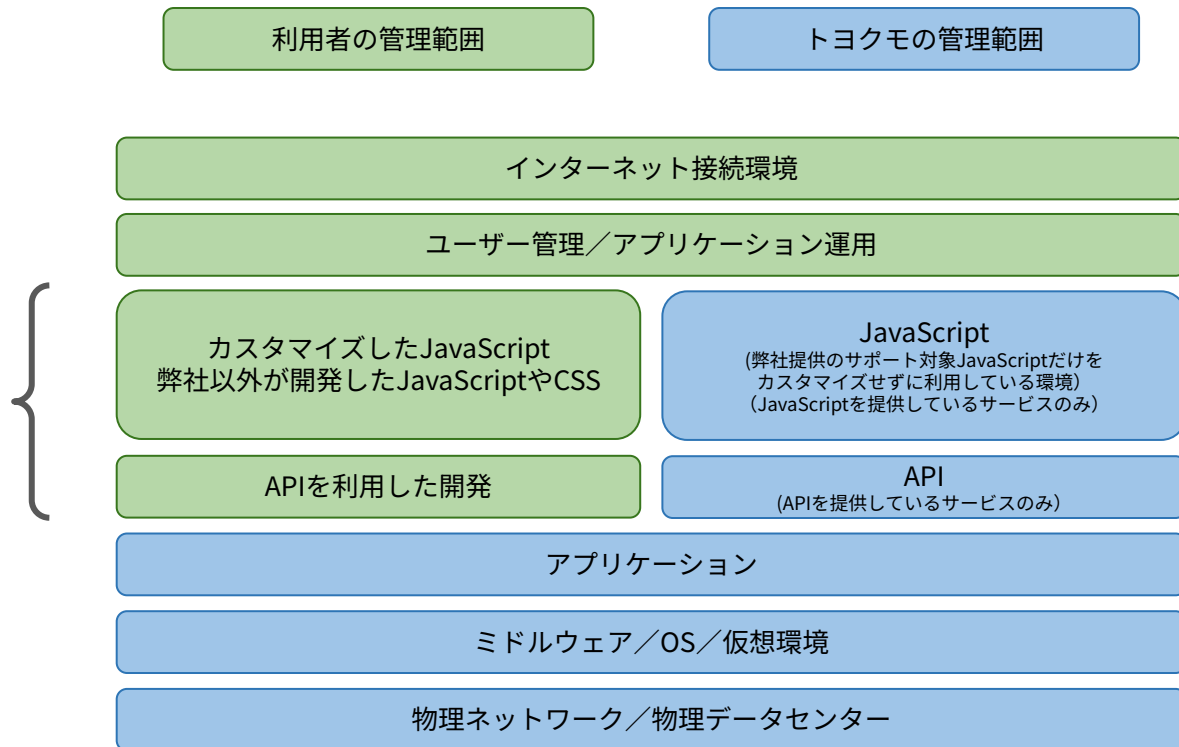 利用者の管理範囲
トヨクモの管理範囲
インターネット接続環境
ユーザー管理／アプリケーション運用
カスタマイズしたJavaScript
弊社以外が開発したJavaScriptやCSS
JavaScript
(弊社提供のサポート対象JavaScriptだけを
カスタマイズせずに利用している環境）
（JavaScriptを提供しているサービスのみ）
APIを利用した開発
API
(APIを提供しているサービスのみ）
アプリケーション
ミドルウェア／OS／仮想環境
物理ネットワーク／物理データセンター